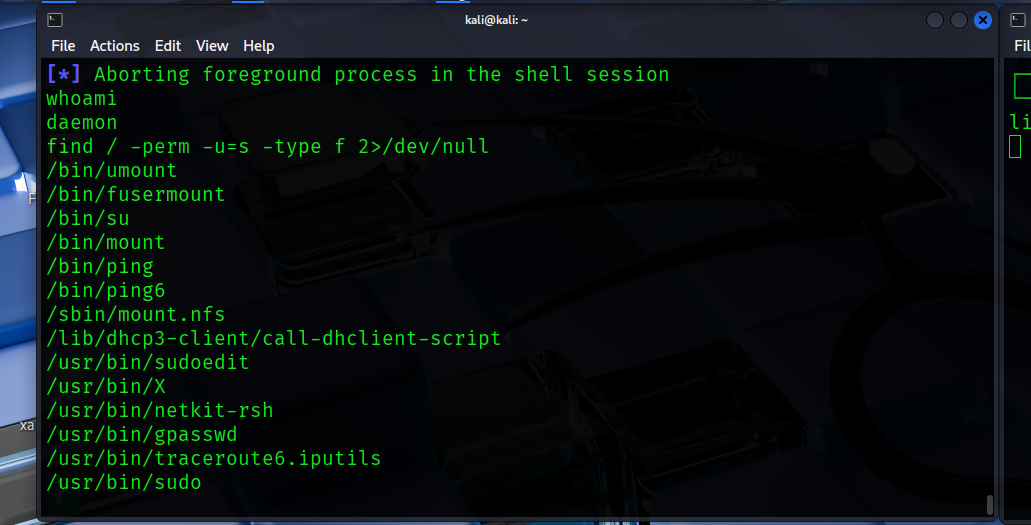 kali@kali: ~
File Actions Edit View Help
[*] Aborting foreground process in the shell session
whoami
daemon
find / -perm -u=s -type f 2>/dev/null
/bin/umount
/bin/fusermount
/bin/su
/bin/mount
/bin/ping
/bin/ping6
/sbin/mount.nfs
/lib/dhcp3-client/call-dhclient-script
/usr/bin/sudoedit
/usr/bin/X
/usr/bin/netkit-rsh
/usr/bin/gpasswd
/usr/bin/traceroute6.iputils
/usr/bin/sudo
Fi
li
F
xa